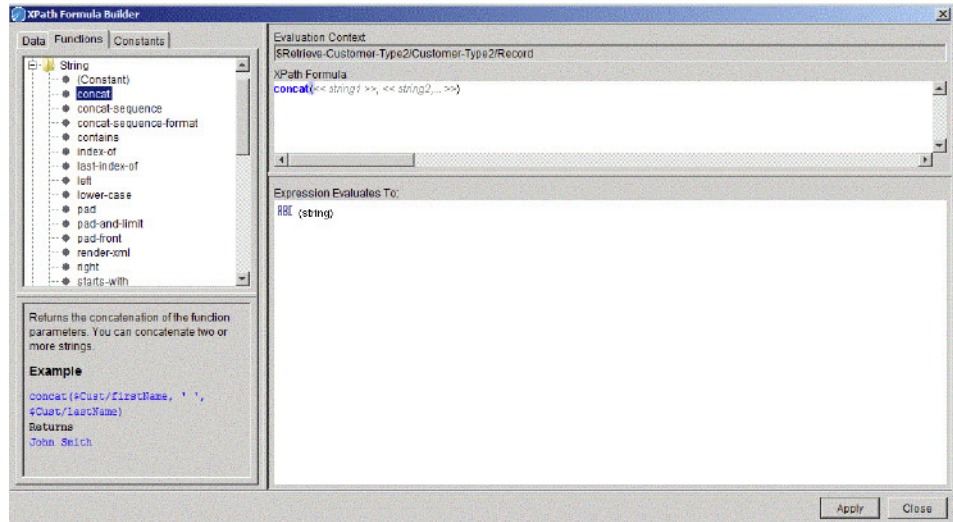 XPath Formula Builder
Data Functions Constants
String
(Constant)
concat
concat-sequence
concat-sequence-format
contains
index-of
last-index-of
left
lower-case
pad
pad-and-limit
pad-front
render-xml
right
starts-with
Returns the concatenation of the function
parameters. You can concatenate two or
more strings.
Example
concat($Cust/firstName, ' ',
$Cust/lastName)
Returns
John Smith
Evaluation Context
$Retrieve-Customer-Type2/Customer-Type2/Record
XPath Formula
concat(<< string1 >>, << string2,... >>)
Expression Evaluates To:
ABC (string)
Apply Close